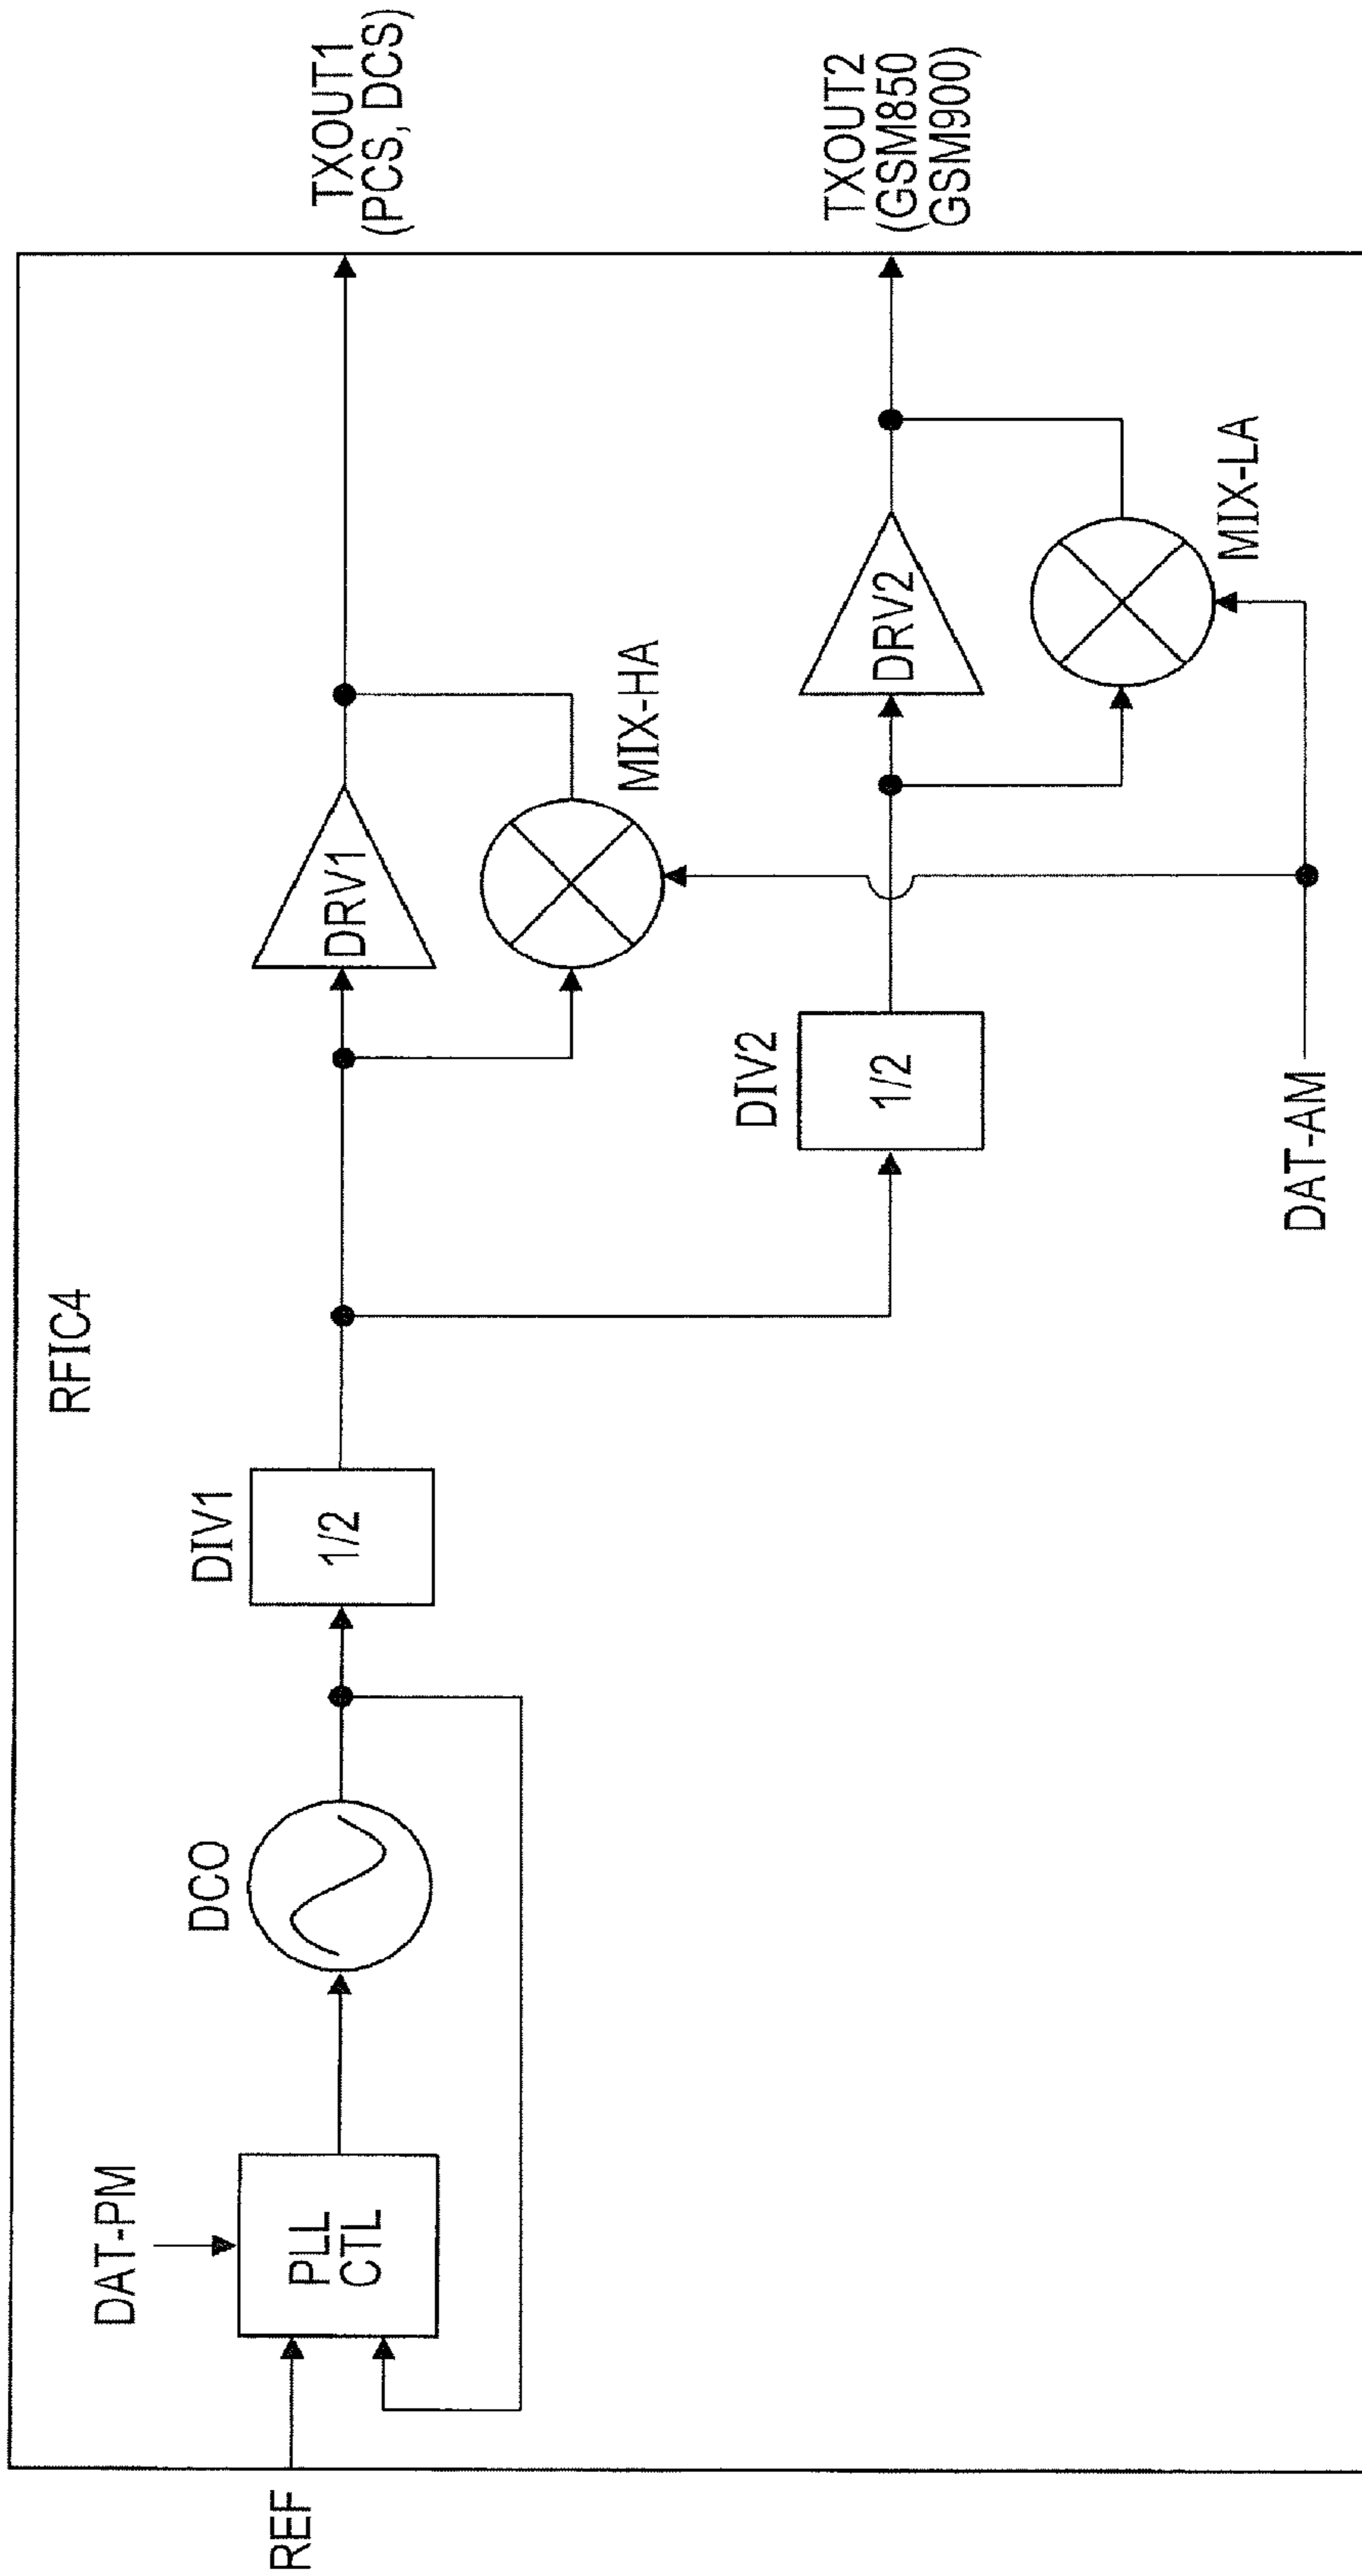 RFIC4
REF
DAT-PM
PLL
CTL
DCO
DIV1
1/2
DRV1
MIX-HA
TXOUT1
(PCS, DCS)
DIV2
1/2
DRV2
MIX-LA
TXOUT2
(GSM850
GSM900)
DAT-AM